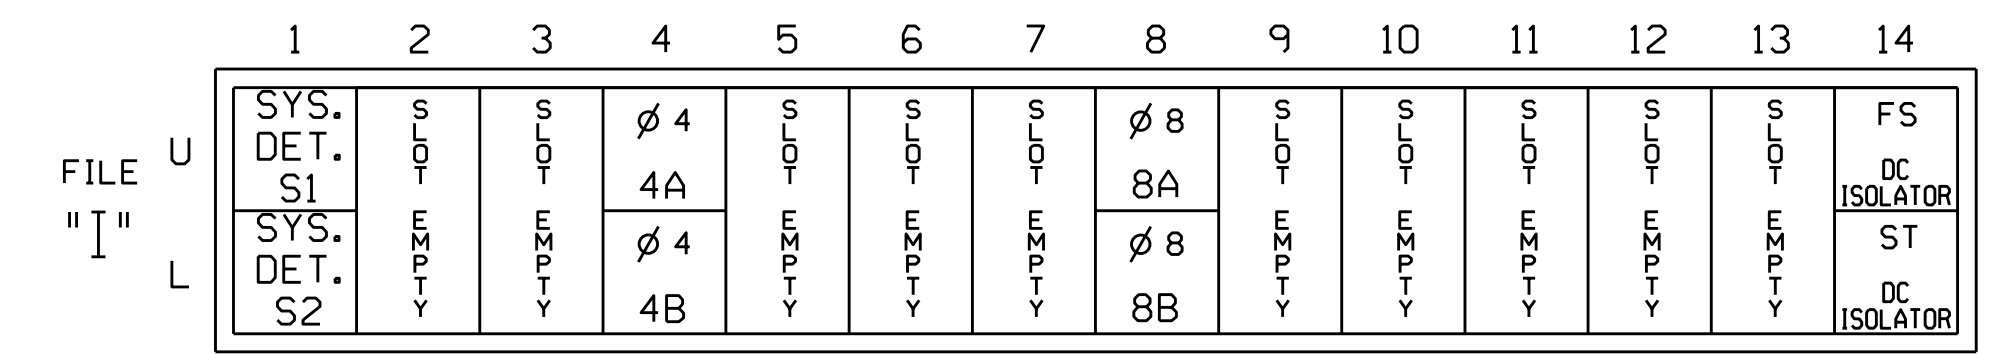 1 2 3 4 5 6 7 8 9 10 11 12 13 14
FILE
"I"
U
L
SYS.
DET.
S1
SYS.
DET.
S2
SLOT EMPTY
SLOT EMPTY
Ø 4
4A
Ø 4
4B
SLOT EMPTY
SLOT EMPTY
SLOT EMPTY
Ø 8
8A
Ø 8
8B
SLOT EMPTY
SLOT EMPTY
SLOT EMPTY
SLOT EMPTY
SLOT EMPTY
FS
DC
ISOLATOR
ST
DC
ISOLATOR